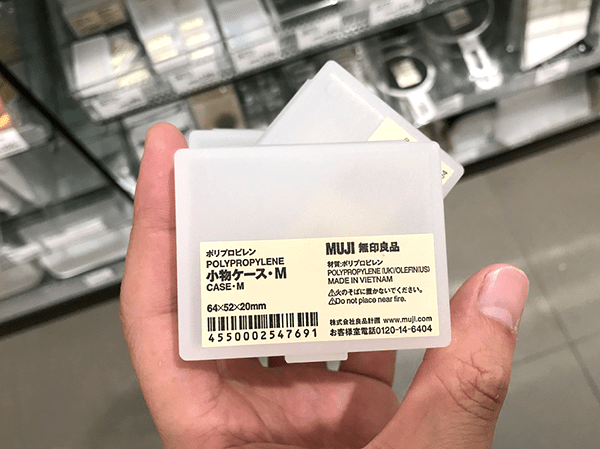 ポリプロピレン
POLYPROPYLENE
小物ケース・M
CASE・M
64×52×20mm
4550002547691
MUJI 無印良品
材質:ポリプロピレン
POLYPROPYLENE(UK)/OLEFIN(US)
MADE IN VIETNAM
⚠火のそばに置かないでください。
⚠Do not place near fire.
株式会社良品計画 www.muji.com
お客様室電話0120-14-6404